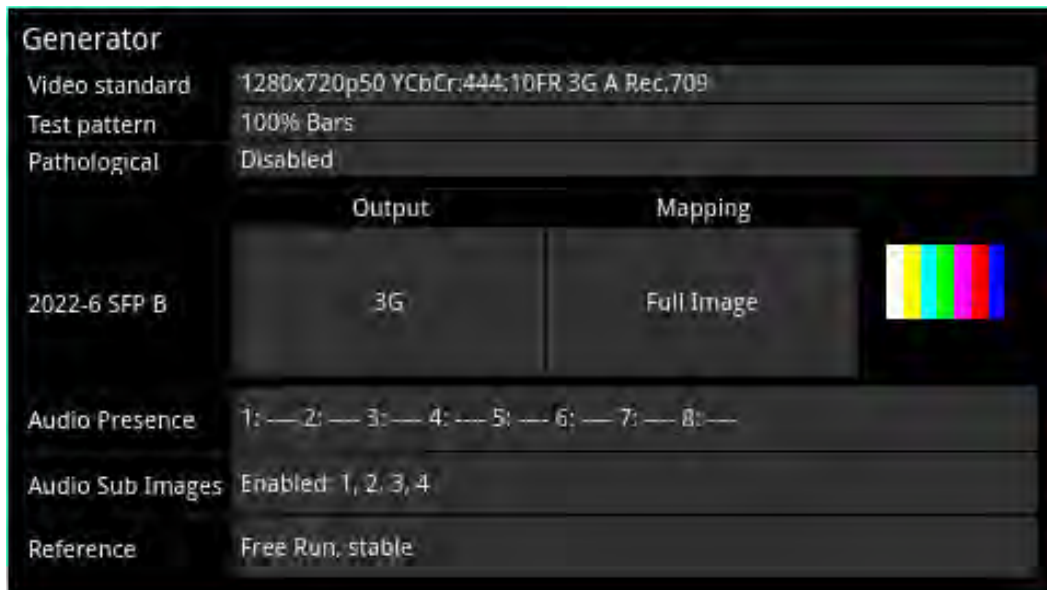 Generator
Video standard 1280x720p50 YCbCr:444:10FR 3G A Rec.709
Test pattern 100% Bars
Pathological Disabled
Output Mapping
2022-6 SFP B 3G Full Image
Audio Presence 1: ---- 2: ---- 3: ---- 4: ---- 5: ---- 6: ---- 7: ---- 8: ----
Audio Sub Images Enabled: 1, 2, 3, 4
Reference Free Run, stable